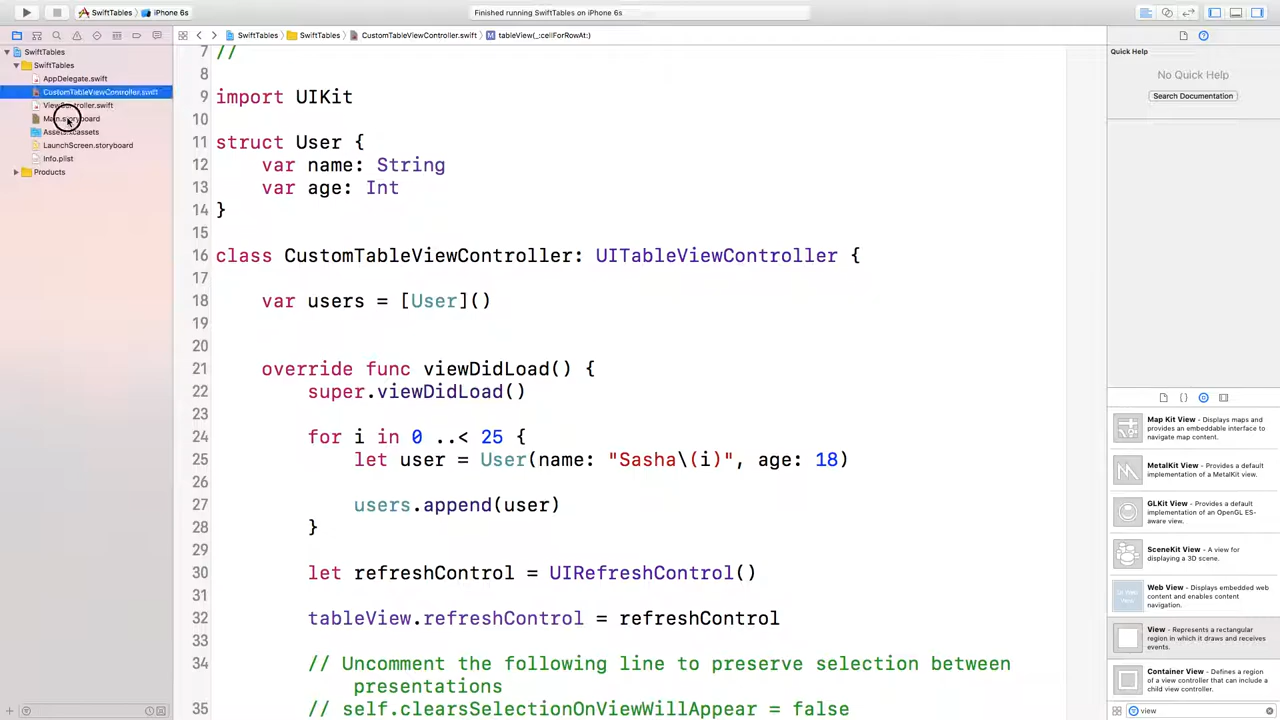 SwiftTables
iPhone 6s
Finished running SwiftTables on iPhone 6s
SwiftTables
SwiftTables
CustomTableViewController.swift
tableView(_:cellForRowAt:)
SwiftTables
SwiftTables
AppDelegate.swift
CustomTableViewController.swift
ViewController.swift
Main.storyboard
Assets.xcassets
LaunchScreen.storyboard
Info.plist
Products
7 //
8
9 import UIKit
10
11 struct User {
12 var name: String
13 var age: Int
14 }
15
16 class CustomTableViewController: UITableViewController {
17
18 var users = [User]()
19
20
21 override func viewDidLoad() {
22 super.viewDidLoad()
23
24 for i in 0 ..< 25 {
25 let user = User(name: "Sasha\(i)", age: 18)
26
27 users.append(user)
28 }
29
30 let refreshControl = UIRefreshControl()
31
32 tableView.refreshControl = refreshControl
33
34 // Uncomment the following line to preserve selection between
presentations
35 // self.clearsSelectionOnViewWillAppear = false
Quick Help
No Quick Help
Search Documentation
Map Kit View - Displays maps and
provides an embeddable interface to
navigate map content.
MetalKit View - Provides a default
implementation of a MetalKit view.
GLKit View - Provides a default
implementation of an OpenGL ES-
aware view.
SceneKit View - A view for
displaying a 3D scene.
Web View - Displays embedded web
content and enables content
navigation.
View - Represents a rectangular
region in which it draws and receives
events.
Container View - Defines a region
of a view controller that can include a
child view controller.
view